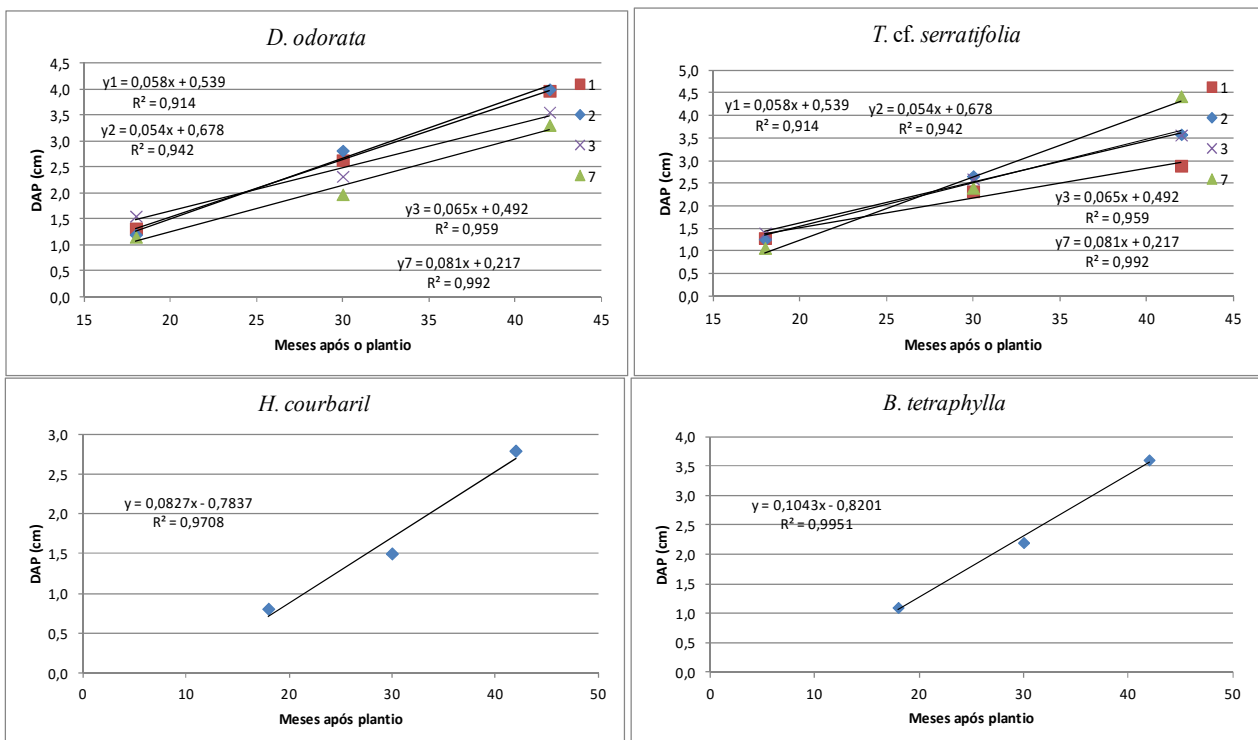 D. odorata
4,5
4,0
3,5
3,0
2,5
2,0
1,5
1,0
0,5
0,0
DAP (cm)
y1 = 0,058x + 0,539
R² = 0,914
y2 = 0,054x + 0,678
R² = 0,942
y3 = 0,065x + 0,492
R² = 0,959
y7 = 0,081x + 0,217
R² = 0,992
1
2
3
7
15 20 25 30 35 40 45
Meses após o plantio
T. cf. serratifolia
5,0
4,5
4,0
3,5
3,0
2,5
2,0
1,5
1,0
0,5
0,0
DAP (cm)
y1 = 0,058x + 0,539
R² = 0,914
y2 = 0,054x + 0,678
R² = 0,942
y3 = 0,065x + 0,492
R² = 0,959
y7 = 0,081x + 0,217
R² = 0,992
1
2
3
7
15 20 25 30 35 40 45
Meses após o plantio
H. courbaril
3,0
2,5
2,0
1,5
1,0
0,5
0,0
DAP (cm)
y = 0,0827x - 0,7837
R² = 0,9708
0 10 20 30 40 50
Meses após plantio
B. tetraphylla
4,0
3,5
3,0
2,5
2,0
1,5
1,0
0,5
0,0
DAP (cm)
y = 0,1043x - 0,8201
R² = 0,9951
0 10 20 30 40 50
Meses após plantio